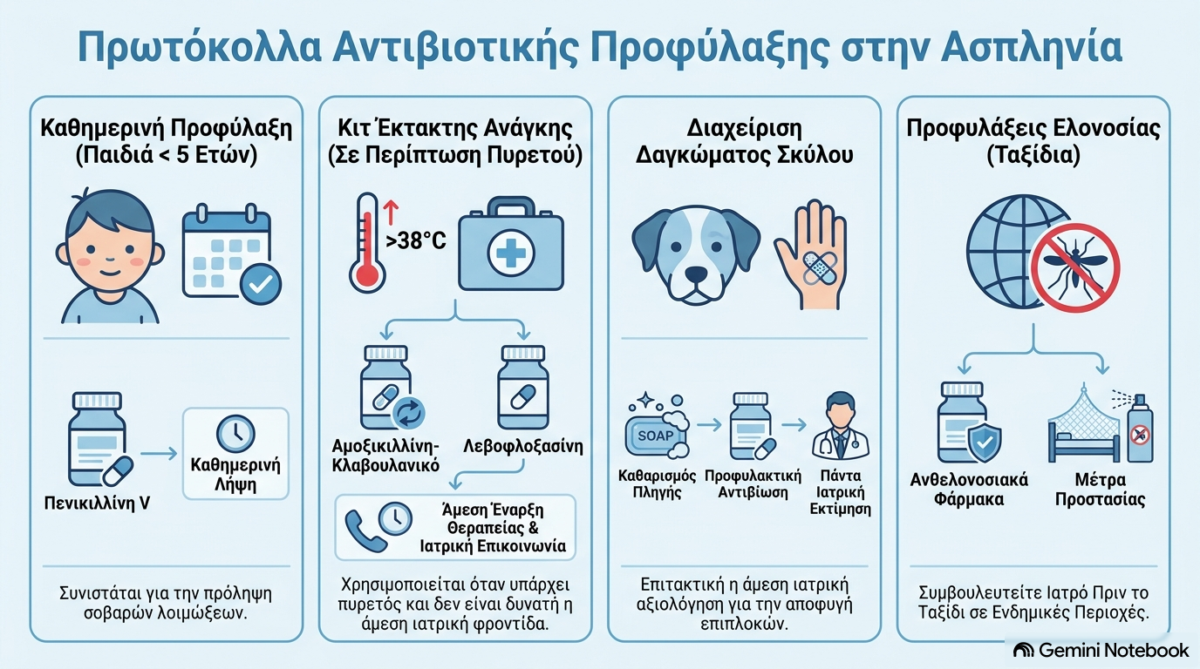 Πρωτόκολλα Αντιβιοτικής Προφύλαξης στην Ασπληνία
Καθημερινή Προφύλαξη
(Παιδιά < 5 Ετών)
Πενικιλλίνη V
Καθημερινή
Λήψη
Συνιστάται για την πρόληψη
σοβαρών λοιμώξεων.
Κιτ Έκτακτης Ανάγκης
(Σε Περίπτωση Πυρετού)
>38°C
Αμοξικιλλίνη-
Κλαβουλανικό
Λεβοφλοξασίνη
Άμεση Έναρξη
Θεραπείας &
Ιατρική Επικοινωνία
Χρησιμοποιείται όταν υπάρχει
πυρετός και δεν είναι δυνατή η
άμεση ιατρική φροντίδα.
Διαχείριση
Δαγκώματος Σκύλου
SOAP
Καθαρισμός
Πληγής
Προφυλακτική
Αντιβίωση
Πάντα
Ιατρική
Εκτίμηση
Επιτακτική η άμεση ιατρική
αξιολόγηση για την αποφυγή
επιπλοκών.
Προφυλάξεις Ελονοσίας
(Ταξίδια)
Ανθελονοσιακά
Φάρμακα
Μέτρα
Προστασίας
Συμβουλευτείτε Ιατρό Πριν το
Ταξίδι σε Ενδημικές Περιοχές.
Gemini Notebook